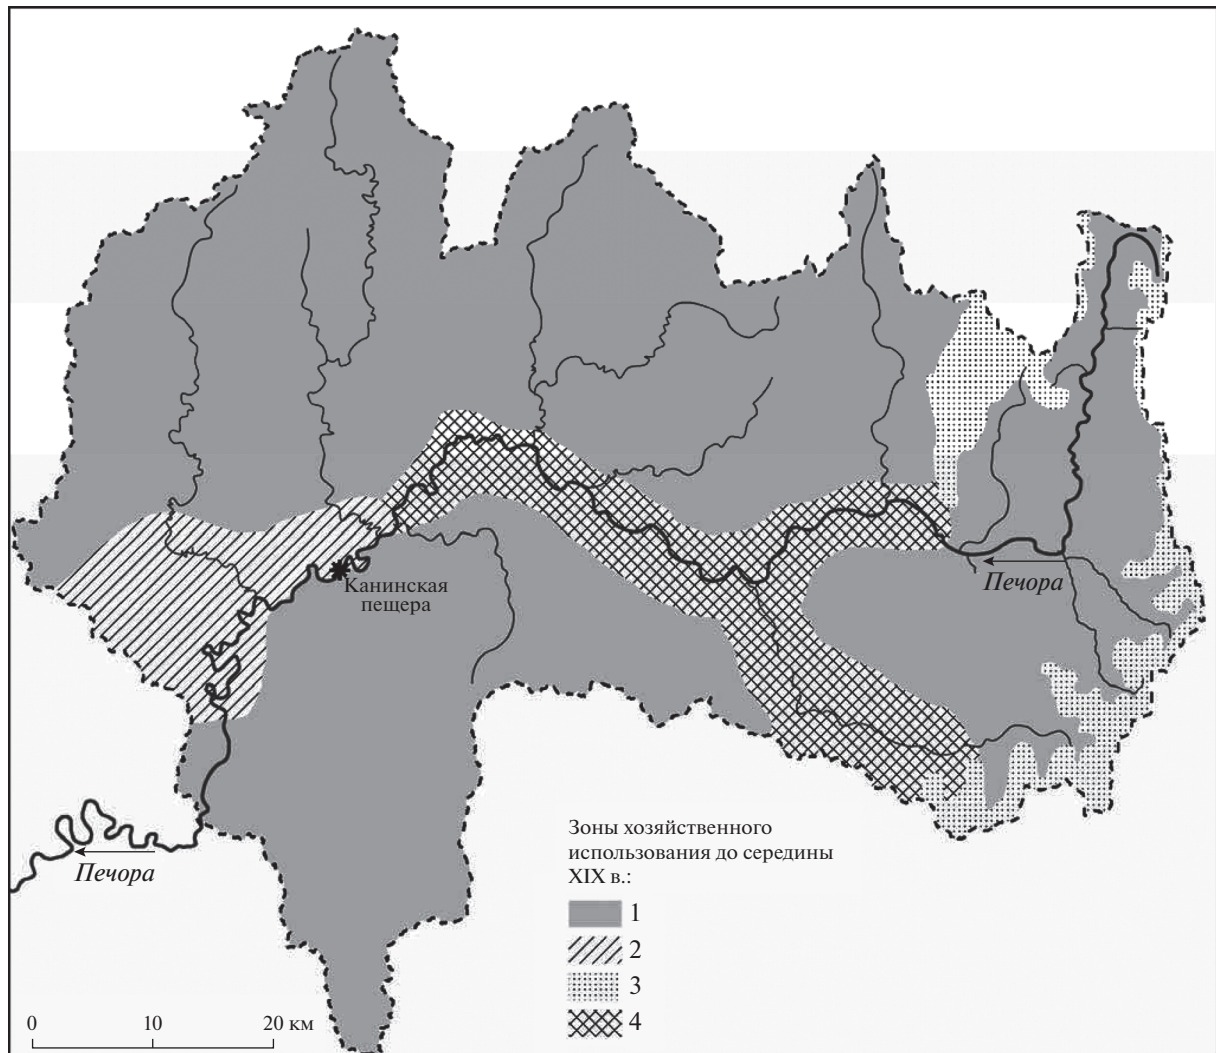 Канинская
пещера
Печора
Печора
Зоны хозяйственного
использования до середины
XIX в.:
1
2
3
4
0 10 20 км